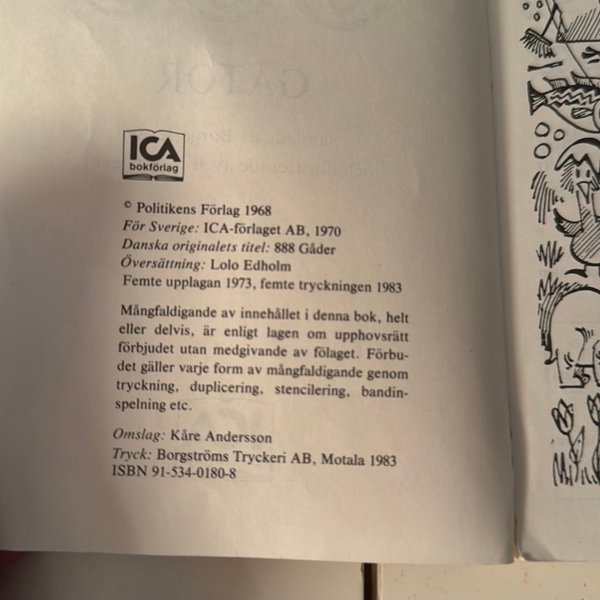 GÅTOR
ICA
bokförlag
© Politikens Förlag 1968
För Sverige: ICA-förlaget AB, 1970
Danska originalets titel: 888 Gåder
Översättning: Lolo Edholm
Femte upplagan 1973, femte tryckningen 1983
Mångfaldigande av innehållet i denna bok, helt
eller delvis, är enligt lagen om upphovsrätt
förbjudet utan medgivande av fölaget. Förbu-
det gäller varje form av mångfaldigande genom
tryckning, duplicering, stencilering, bandin-
spelning etc.
Omslag: Kåre Andersson
Tryck: Borgströms Tryckeri AB, Motala 1983
ISBN 91-534-0180-8